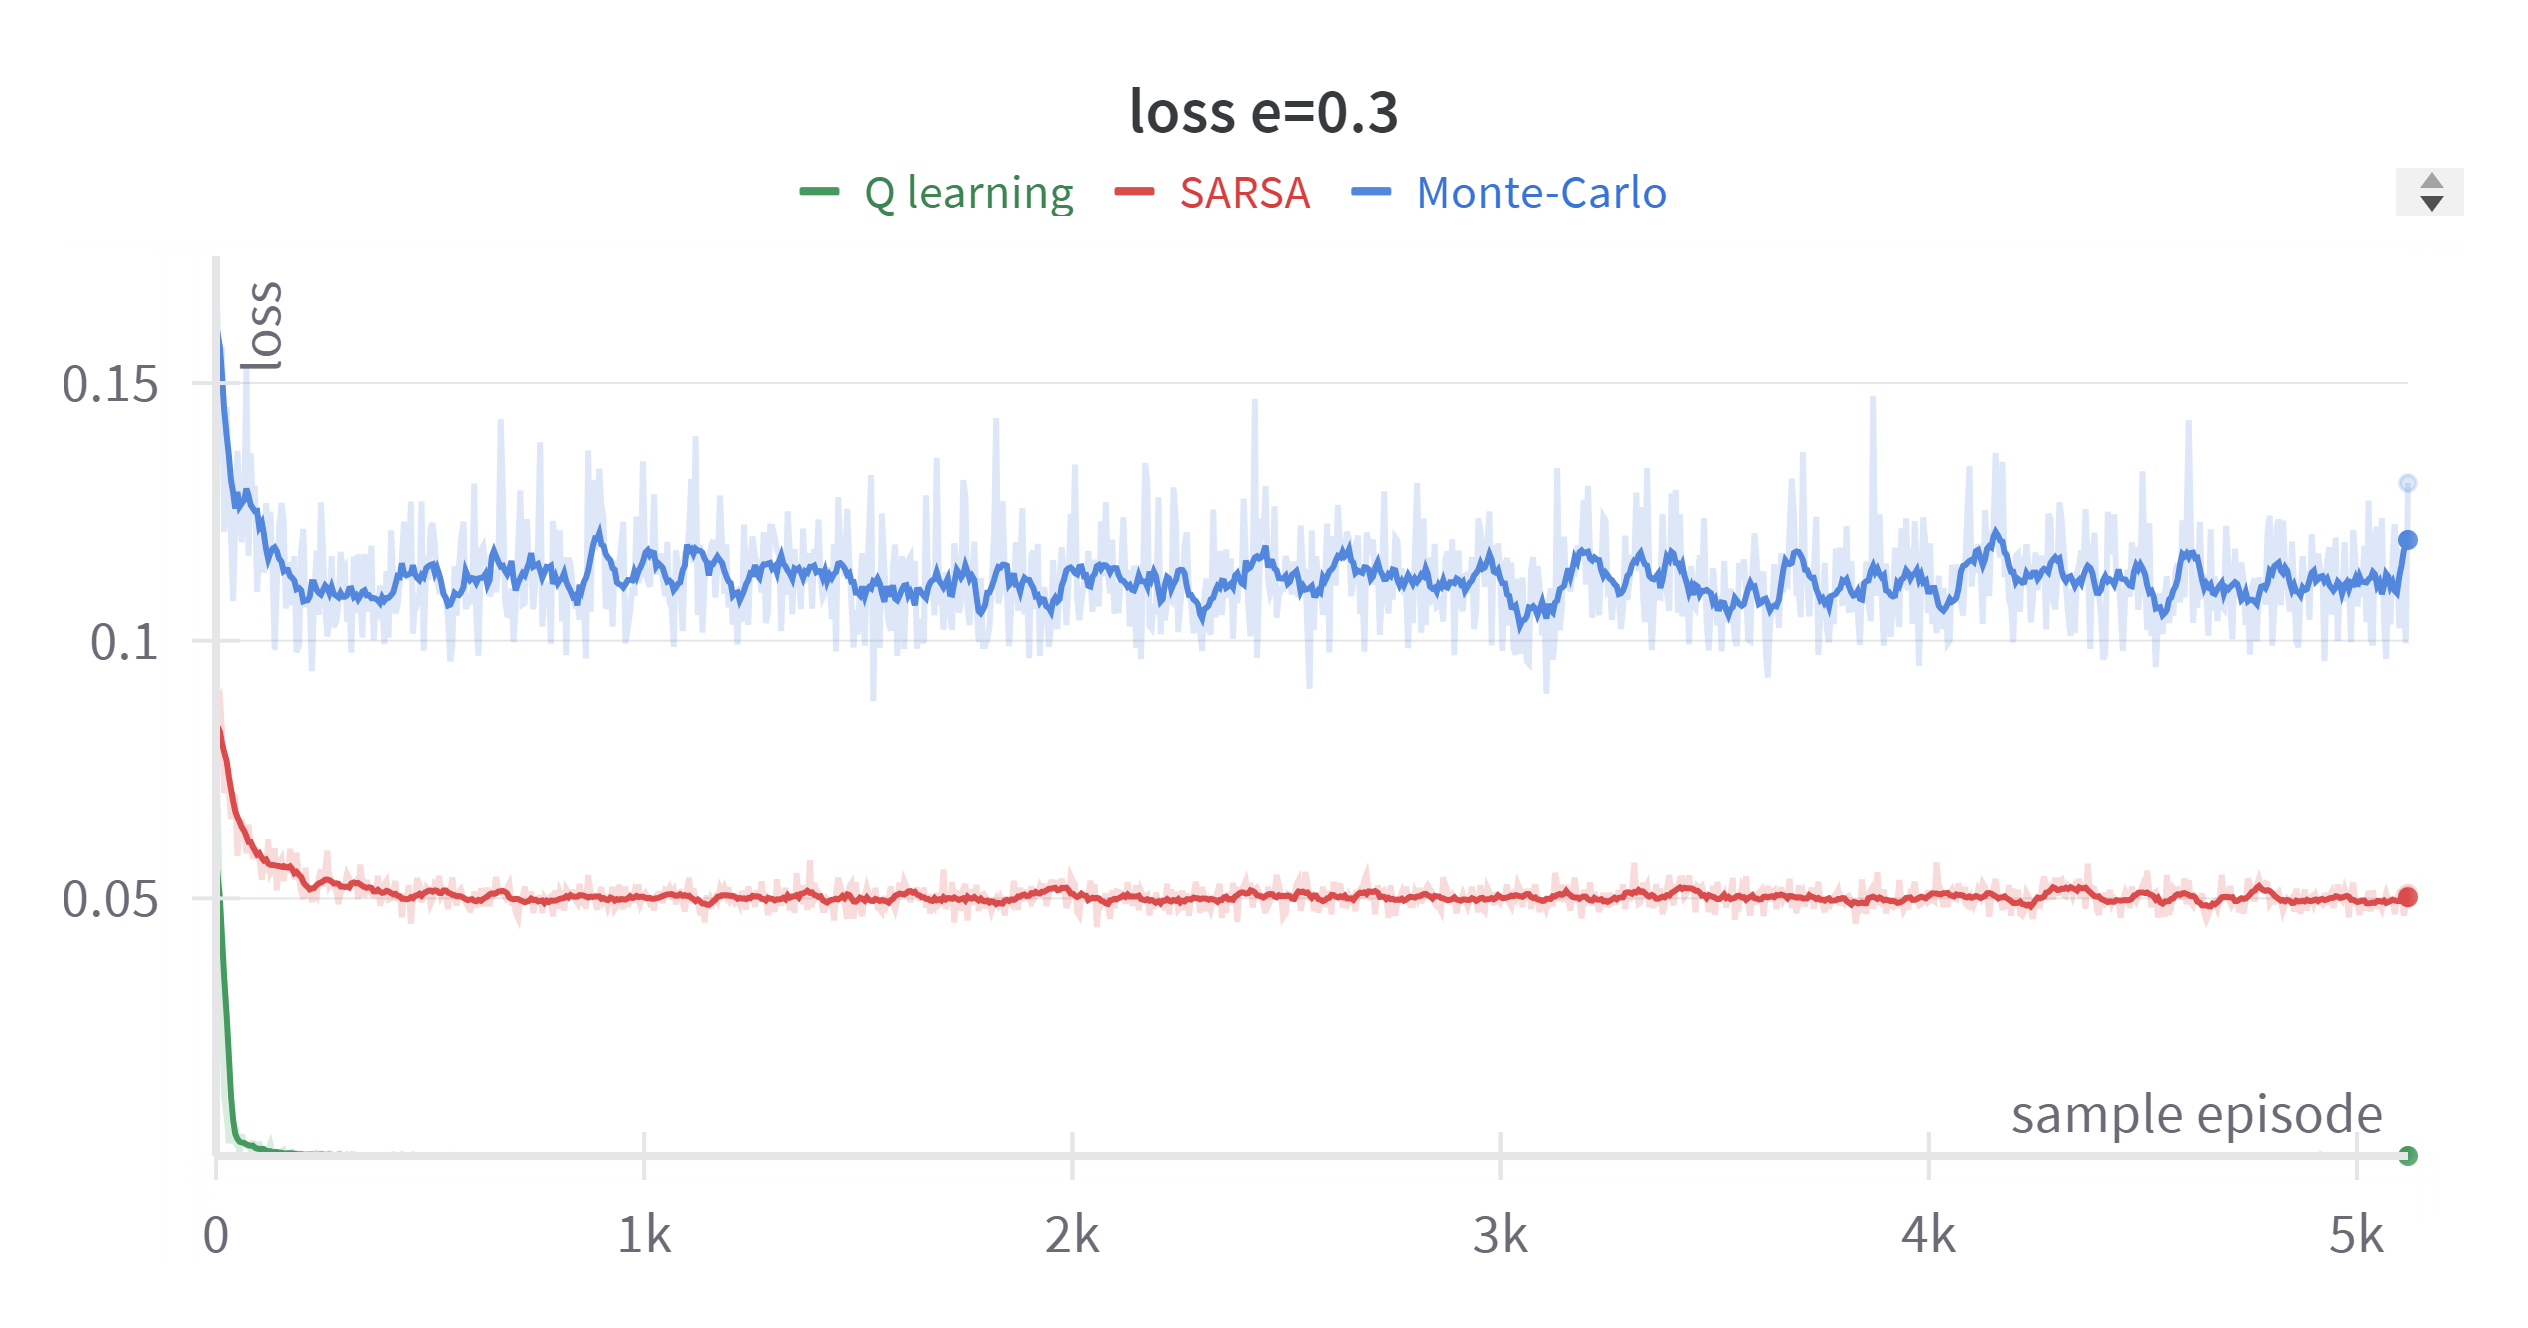 loss e=0.3
Q learning SARSA Monte-Carlo
loss
0.15
0.1
0.05
sample episode
0 1k 2k 3k 4k 5k